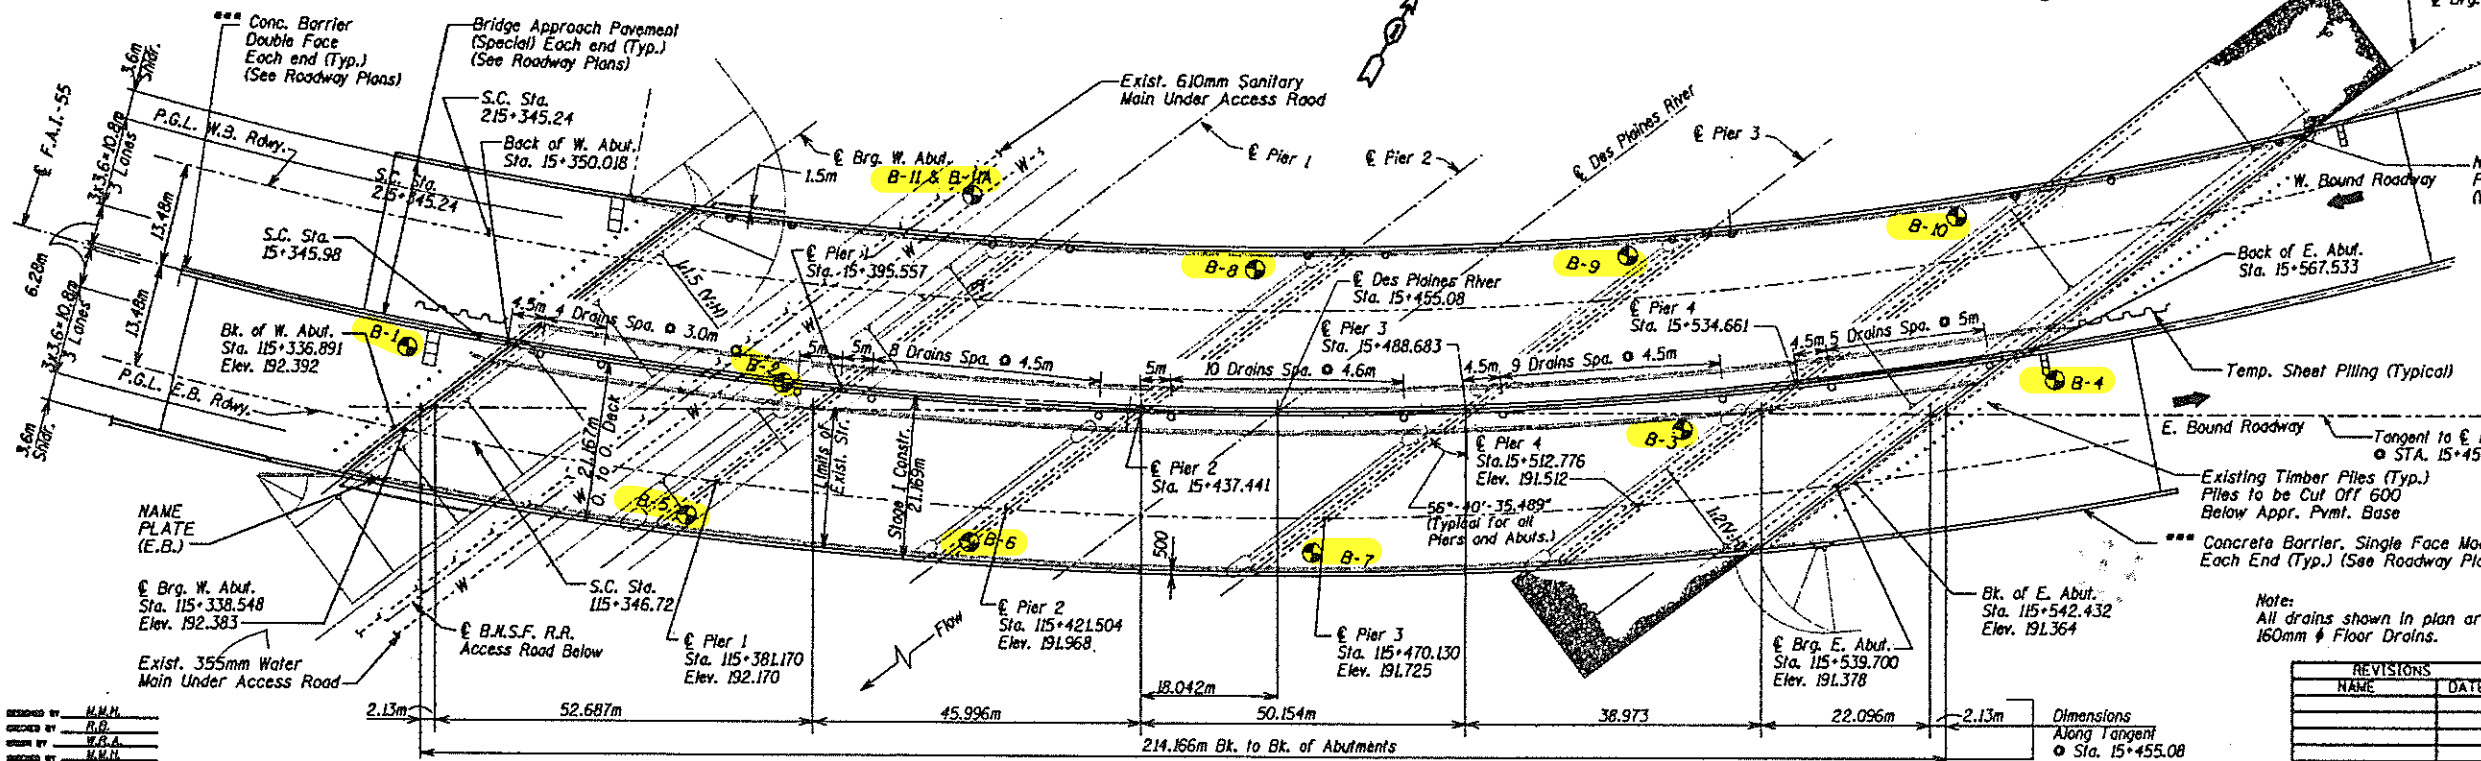 *** Conc. Barrier
Double Face
Each end (Typ.)
(See Roadway Plans)
Bridge Approach Pavement
(Special) Each end (Typ.)
(See Roadway Plans)
3.6m
Shldr.
℄ F.A.I.-55
3x3.6=10.8m
3 Lanes
P.G.L. W.B. Rdwy.
13.48m
S.C. Sta.
215+345.24
Back of W. Abut.
Sta. 15+350.018
S.C. Sta.
215+345.24
S.C. Sta.
15+345.98
6.28m
13.48m
3x3.6=10.8m
3 Lanes
P.G.L. E.B. Rdwy.
3.6m
Shldr.
℄ Brg. W. Abut.
1.5m
B-11 & B-11A
Exist. 610mm Sanitary
Main Under Access Road
℄ Pier 1
℄ Pier 2
℄ Des Plaines River
℄ Pier 3
℄ Brg.
1
W. Bound Roadway
B-8
B-9
B-10
℄ Pier 1
Sta. 15+395.557
1:1.5 (V:H)
℄ Des Plaines River
Sta. 15+455.08
℄ Pier 3
Sta. 15+488.683
℄ Pier 4
Sta. 15+534.661
Back of E. Abut.
Sta. 15+567.533
B-1
Bk. of W. Abut.
Sta. 115+336.891
Elev. 192.392
4.5m
4 Drains Spa. @ 3.0m
B-2
5m
5m
8 Drains Spa. @ 4.5m
5m
10 Drains Spa. @ 4.6m
4.5m
9 Drains Spa. @ 4.5m
4.5m
5 Drains Spa. @ 5m
B-4
Temp. Sheet Piling (Typical)
E. Bound Roadway
Tangent to ℄
@ STA. 15+45
Existing Timber Piles (Typ.)
Piles to be Cut Off 600
Below Appr. Pvmt. Base
*** Concrete Barrier, Single Face
Each End (Typ.) (See Roadway
21.167m
O. to O. Deck
Limits of
Exist. Str.
Stage I Constr.
21.169m
℄ Pier 2
Sta. 15+437.441
℄ Pier 4
Sta. 15+512.776
Elev. 191.512
56°-40'-35.489"
(Typical for all
Piers and Abuts.)
B-3
B-5
B-6
B-7
500
NAME
PLATE
(E.B.)
℄ Brg. W. Abut.
Sta. 115+338.548
Elev. 192.383
Exist. 355mm Water
Main Under Access Road
S.C. Sta.
115+346.72
℄ B.N.S.F. R.R.
Access Road Below
℄ Pier 1
Sta. 115+381.170
Elev. 192.170
Flow
℄ Pier 2
Sta. 115+421.504
Elev. 191.968
℄ Pier 3
Sta. 115+470.130
Elev. 191.725
℄ Brg. E. Abut.
Sta. 115+539.700
Elev. 191.378
Bk. of E. Abut.
Sta. 115+542.432
Elev. 191.364
Note:
All drains shown in plan
160mm ϕ Floor Drains.
18.042m
2.13m
52.687m
45.996m
50.154m
38.973
22.096m
2.13m
214.166m Bk. to Bk. of Abutments
Dimensions
Along Tangent
@ Sta. 15+455.08
REVISIONS
NAME
M.M.H.
R.B.
W.R.A.
M.M.H.